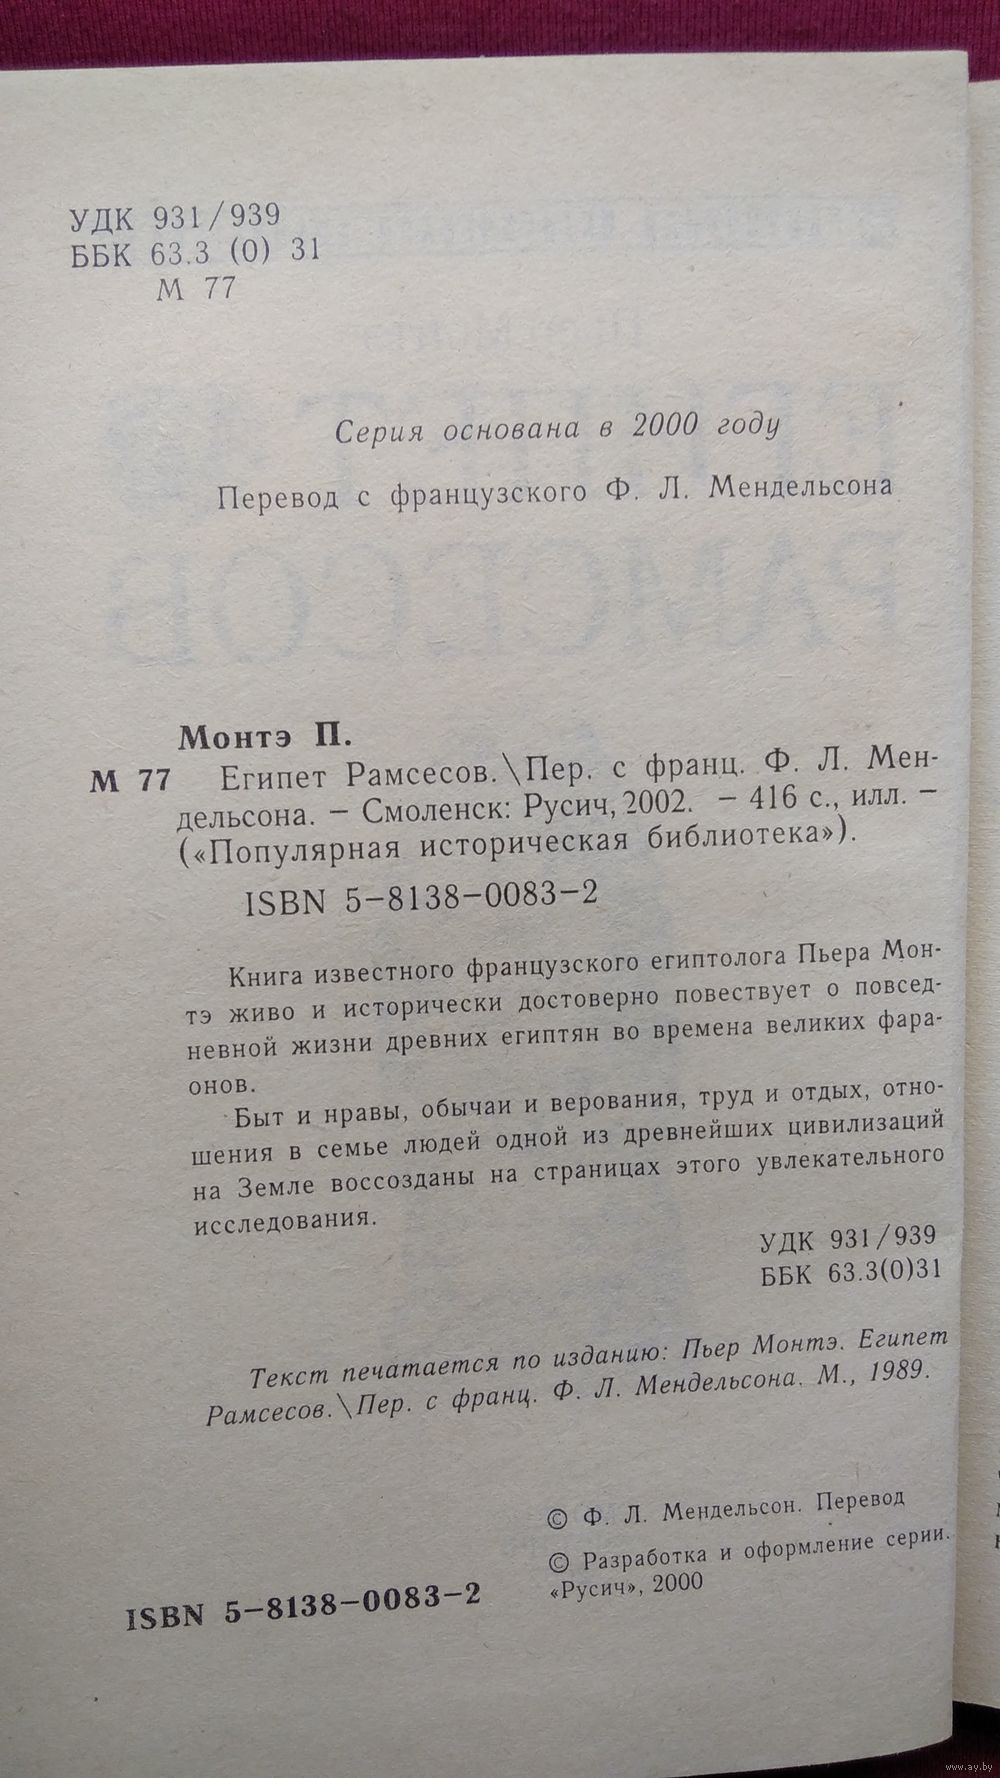 УДК 931/939
ББК 63.3 (0) 31
М 77
Серия основана в 2000 году
Перевод с французского Ф. Л. Мендельсона
Монтэ П.
М 77 Египет Рамсесов.\Пер. с франц. Ф. Л. Мен-
дельсона. – Смоленск: Русич, 2002. – 416 с., илл. –
(«Популярная историческая библиотека»).
ISBN 5-8138-0083-2
Книга известного французского египтолога Пьера Мон-
тэ живо и исторически достоверно повествует о повсед-
невной жизни древних египтян во времена великих фара-
онов.
Быт и нравы, обычаи и верования, труд и отдых, отно-
шения в семье людей одной из древнейших цивилизаций
на Земле воссозданы на страницах этого увлекательного
исследования.
УДК 931/939
ББК 63.3(0)31
Текст печатается по изданию: Пьер Монтэ. Египет
Рамсесов.\Пер. с франц. Ф. Л. Мендельсона. М., 1989.
© Ф. Л. Мендельсон. Перевод
© Разработка и оформление серии.
«Русич», 2000
ISBN 5-8138-0083-2
www.ay.by